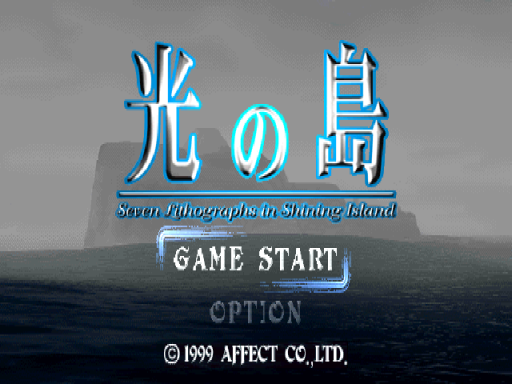 光の島
Seven Lithographs in Shining Island
GAME START
OPTION
© 1999 AFFECT CO.,LTD.